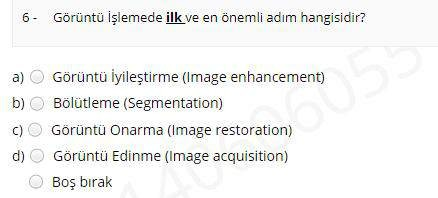 6 - Görüntü İşlemede ilk ve en önemli adım hangisidir?
a) Görüntü İyileştirme (Image enhancement)
b) Bölütleme (Segmentation)
c) Görüntü Onarma (Image restoration)
d) Görüntü Edinme (Image acquisition)
Boş bırak